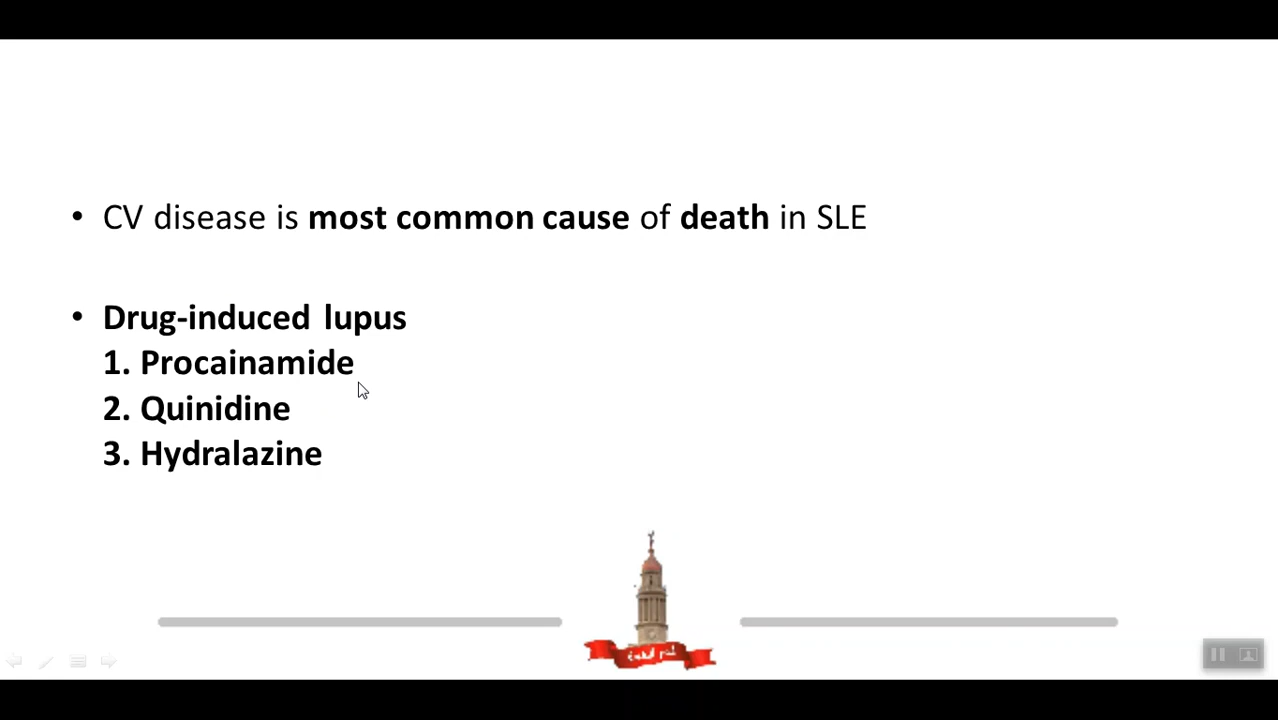 • CV disease is most common cause of death in SLE
• Drug-induced lupus
1. Procainamide
2. Quinidine
3. Hydralazine